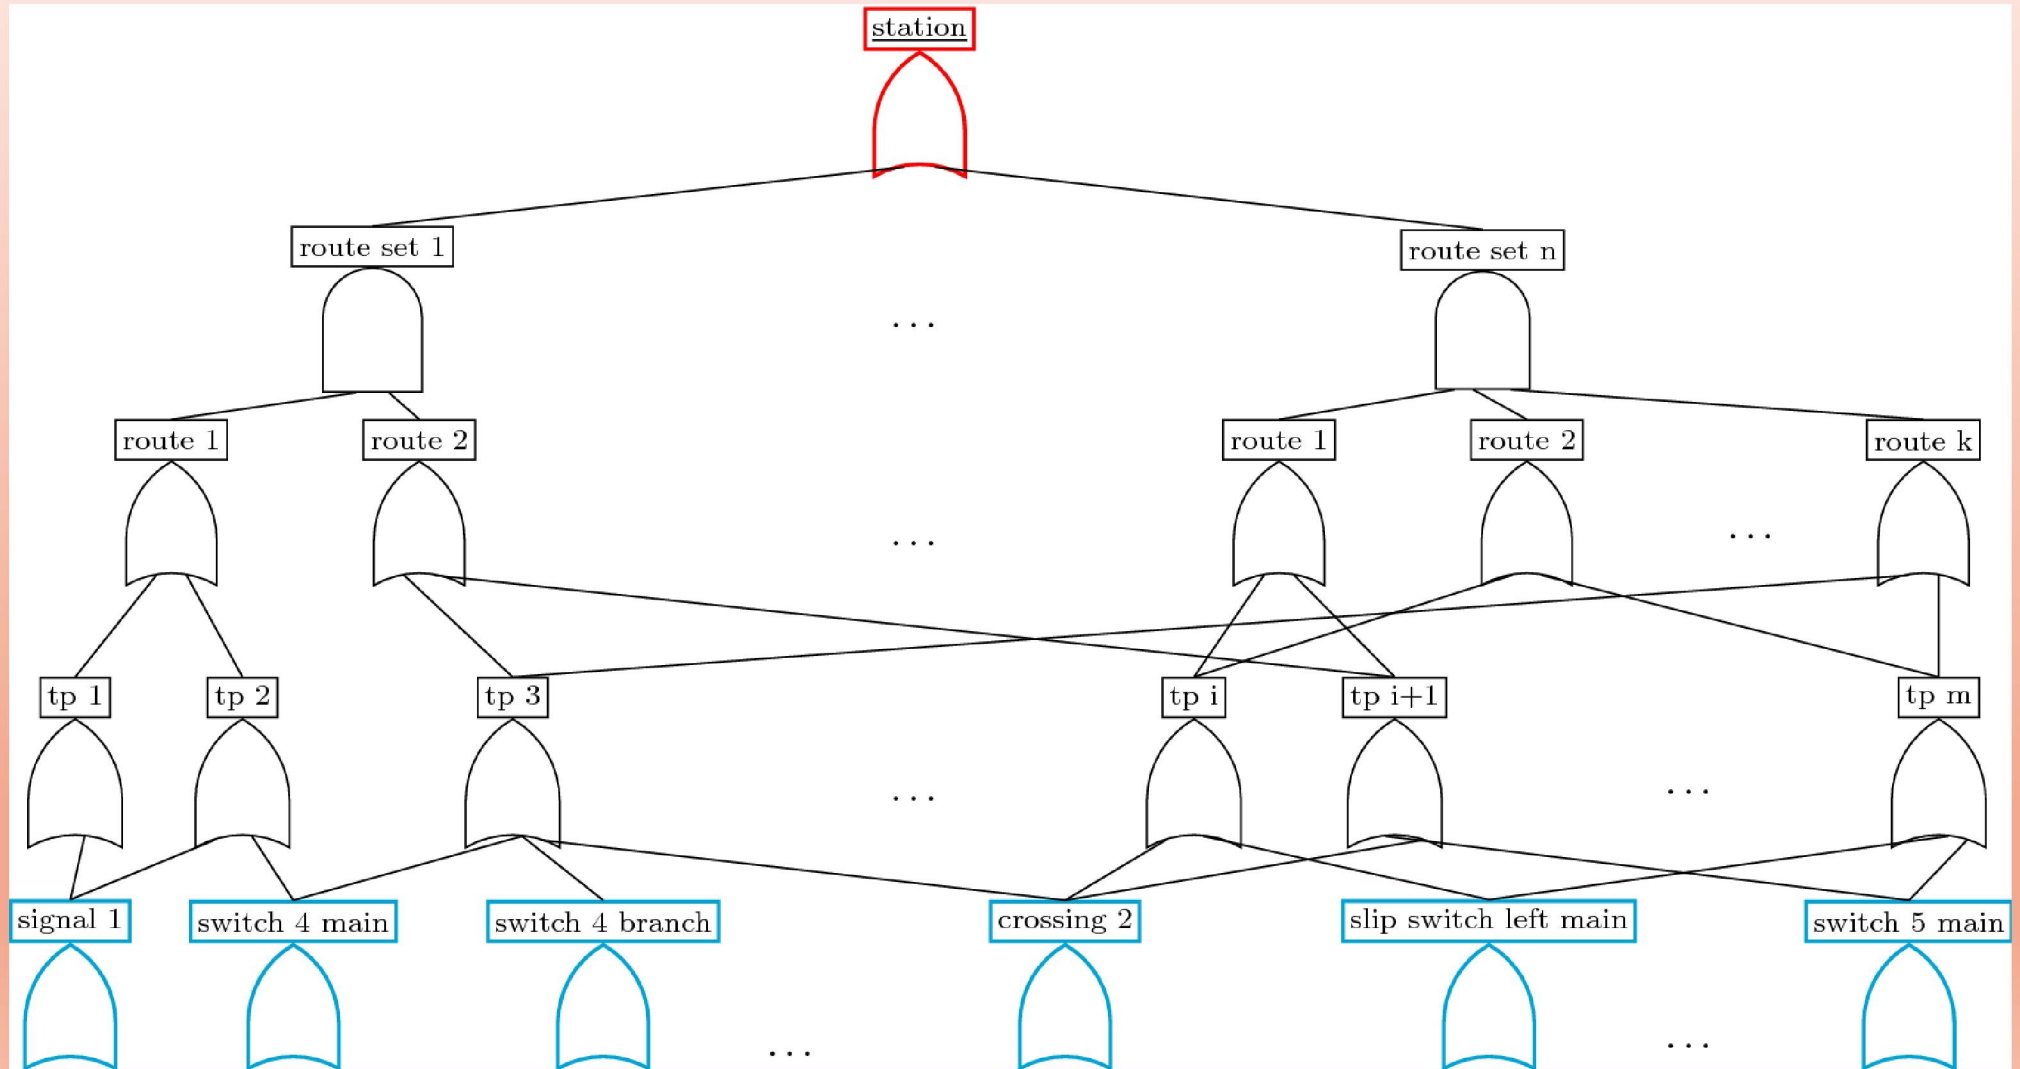 station
route set 1
route set n
. . .
route 1
route 2
route 1
route 2
route k
. . .
. . .
tp 1
tp 2
tp 3
tp i
tp i+1
tp m
. . .
. . .
signal 1
switch 4 main
switch 4 branch
crossing 2
slip switch left main
switch 5 main
. . .
. . .